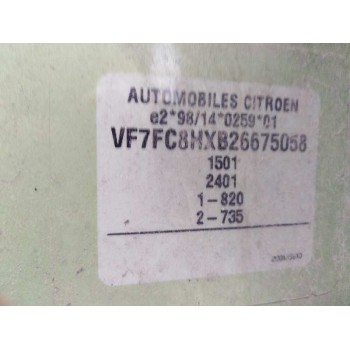 AUTOMOBILES CITROEN
e2*98/14*0259*01
VF7FC8HXB26675058
1501
2401
1-820
2-735